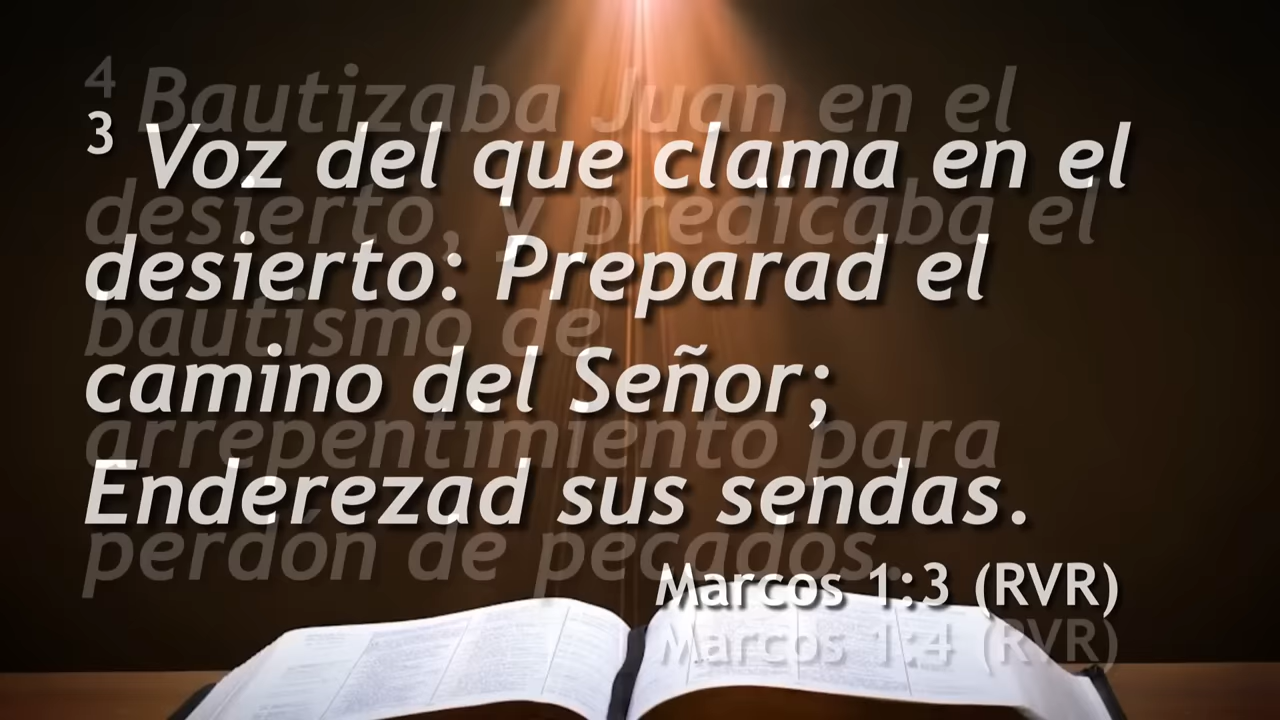 3 Voz del que clama en el
desierto: Preparad el
camino del Señor;
Enderezad sus sendas.
Marcos 1:3 (RVR)
4 Bautizaba Juan en el
desierto, y predicaba el
bautismo de
arrepentimiento para
perdón de pecados.
Marcos 1:4 (RVR)